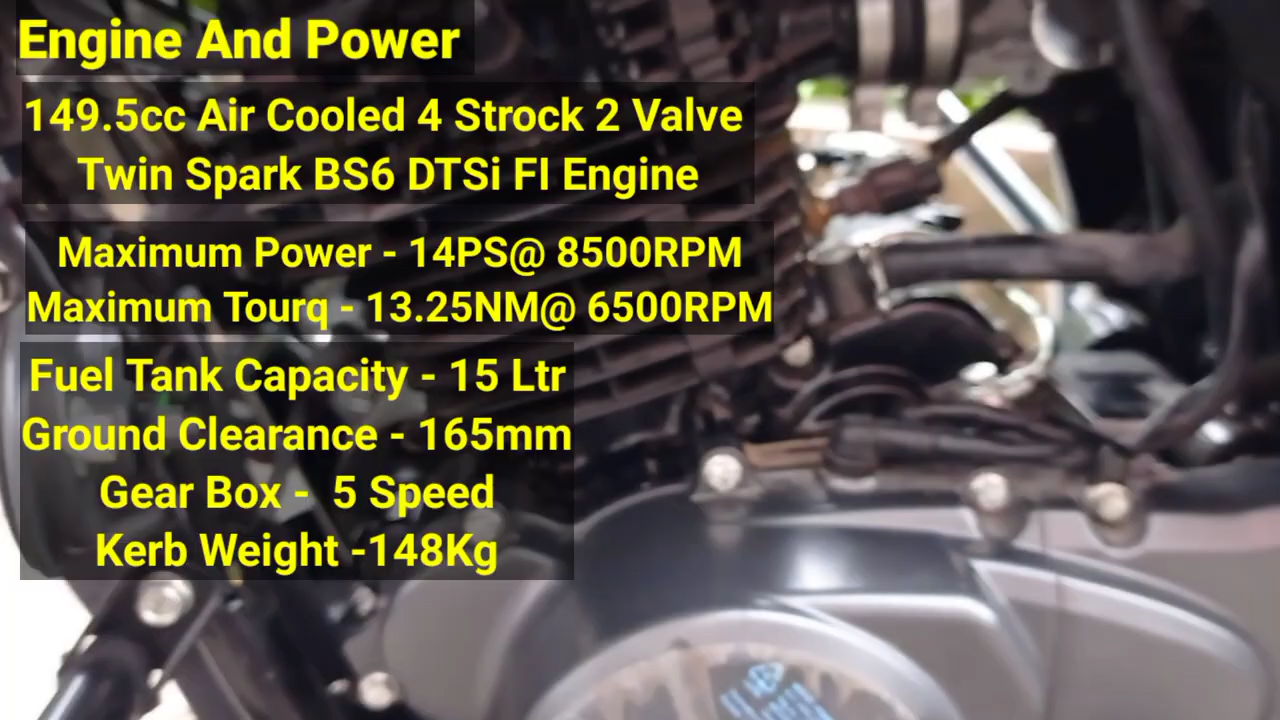 Engine And Power
149.5cc Air Cooled 4 Strock 2 Valve
Twin Spark BS6 DTSi FI Engine
Maximum Power - 14PS@ 8500RPM
Maximum Tourq - 13.25NM@ 6500RPM
Fuel Tank Capacity - 15 Ltr
Ground Clearance - 165mm
Gear Box - 5 Speed
Kerb Weight -148Kg